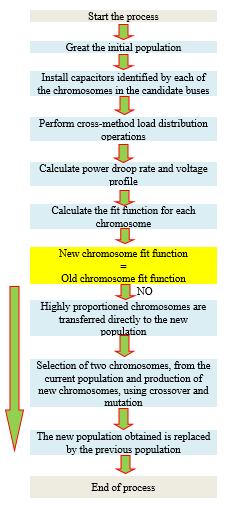 Start the process
Great the initial population
Install capacitors identified by each of
the chromosomes in the candidate buses
Perform cross-method load distribution
operations
Calculate power droop rate and voltage
profile
Calculate the fit function for each
chromosome
New chromosome fit function
=
Old chromosome fit function
NO
Highly proportioned chromosomes are
transferred directly to the new
population
Selection of two chromosomes, from the
current population and production of
new chromosomes, using crossover and
mutation
The new population obtained is replaced
by the previous population
End of process